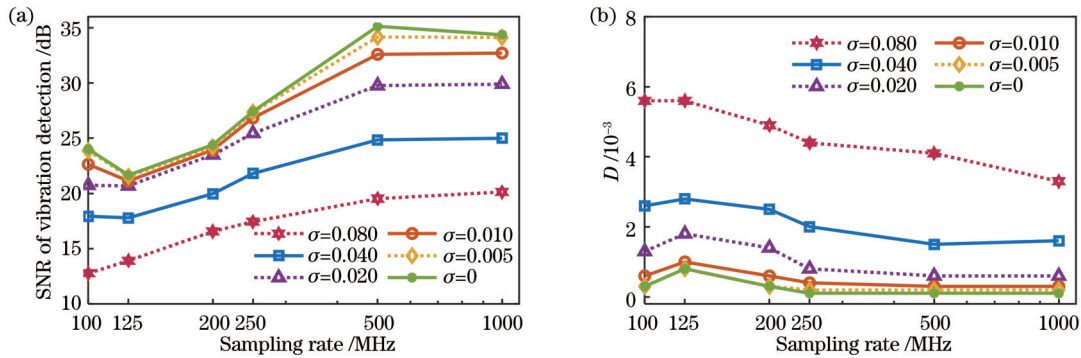 (a)
SNR of vibration detection /dB
35
30
25
20
15
10
σ=0.080 σ=0.010
σ=0.040 σ=0.005
σ=0.020 σ=0
100 125 200 250 500 1000
Sampling rate /MHz
(b)
D /10⁻³
8
6
4
2
0
σ=0.080 σ=0.010
σ=0.040 σ=0.005
σ=0.020 σ=0
100 125 200 250 500 1000
Sampling rate /MHz